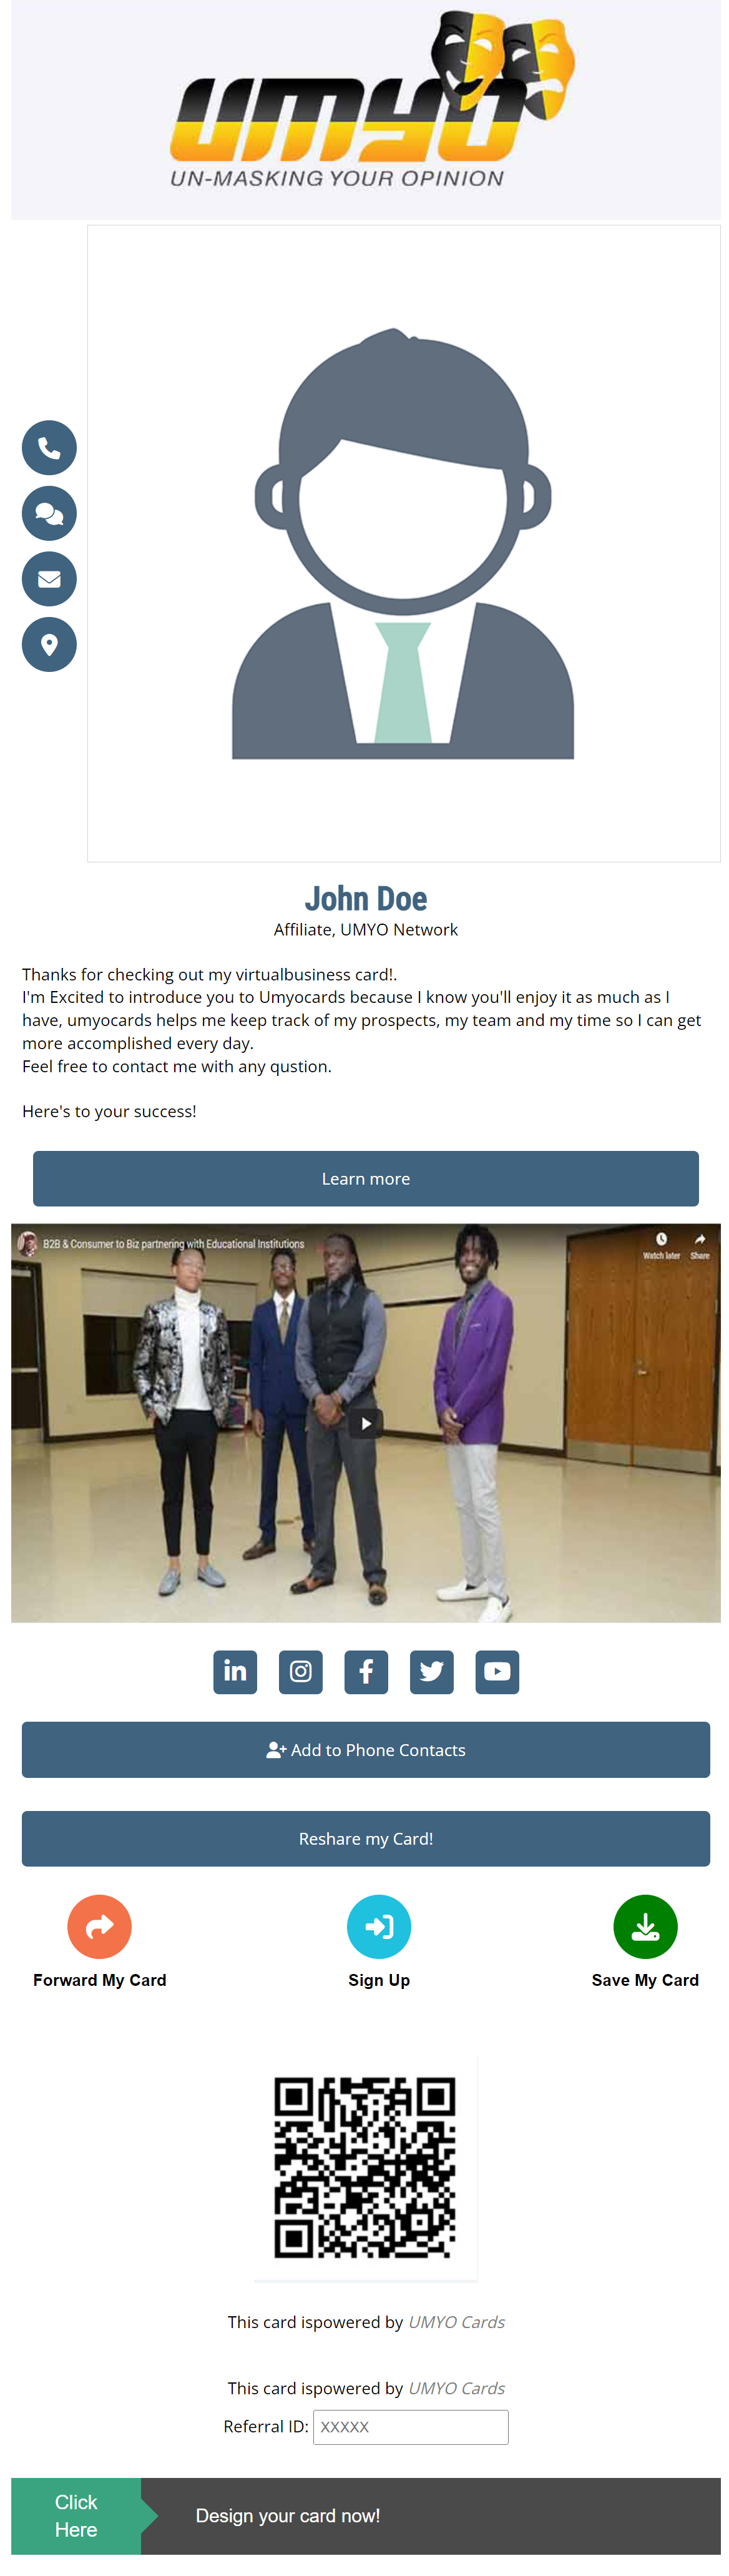 UMYO
UN-MASKING YOUR OPINION
John Doe
Affiliate, UMYO Network
Thanks for checking out my virtualbusiness card!.
I'm Excited to introduce you to Umyocards because I know you'll enjoy it as much as I
have, umyocards helps me keep track of my prospects, my team and my time so I can get
more accomplished every day.
Feel free to contact me with any qustion.
Here's to your success!
Learn more
B2B & Consumer to Biz partnering with Educational Institutions
Watch later
Share
Add to Phone Contacts
Reshare my Card!
Forward My Card
Sign Up
Save My Card
This card ispowered by UMYO Cards
This card ispowered by UMYO Cards
Referral ID: XXXXX
Click
Here
Design your card now!